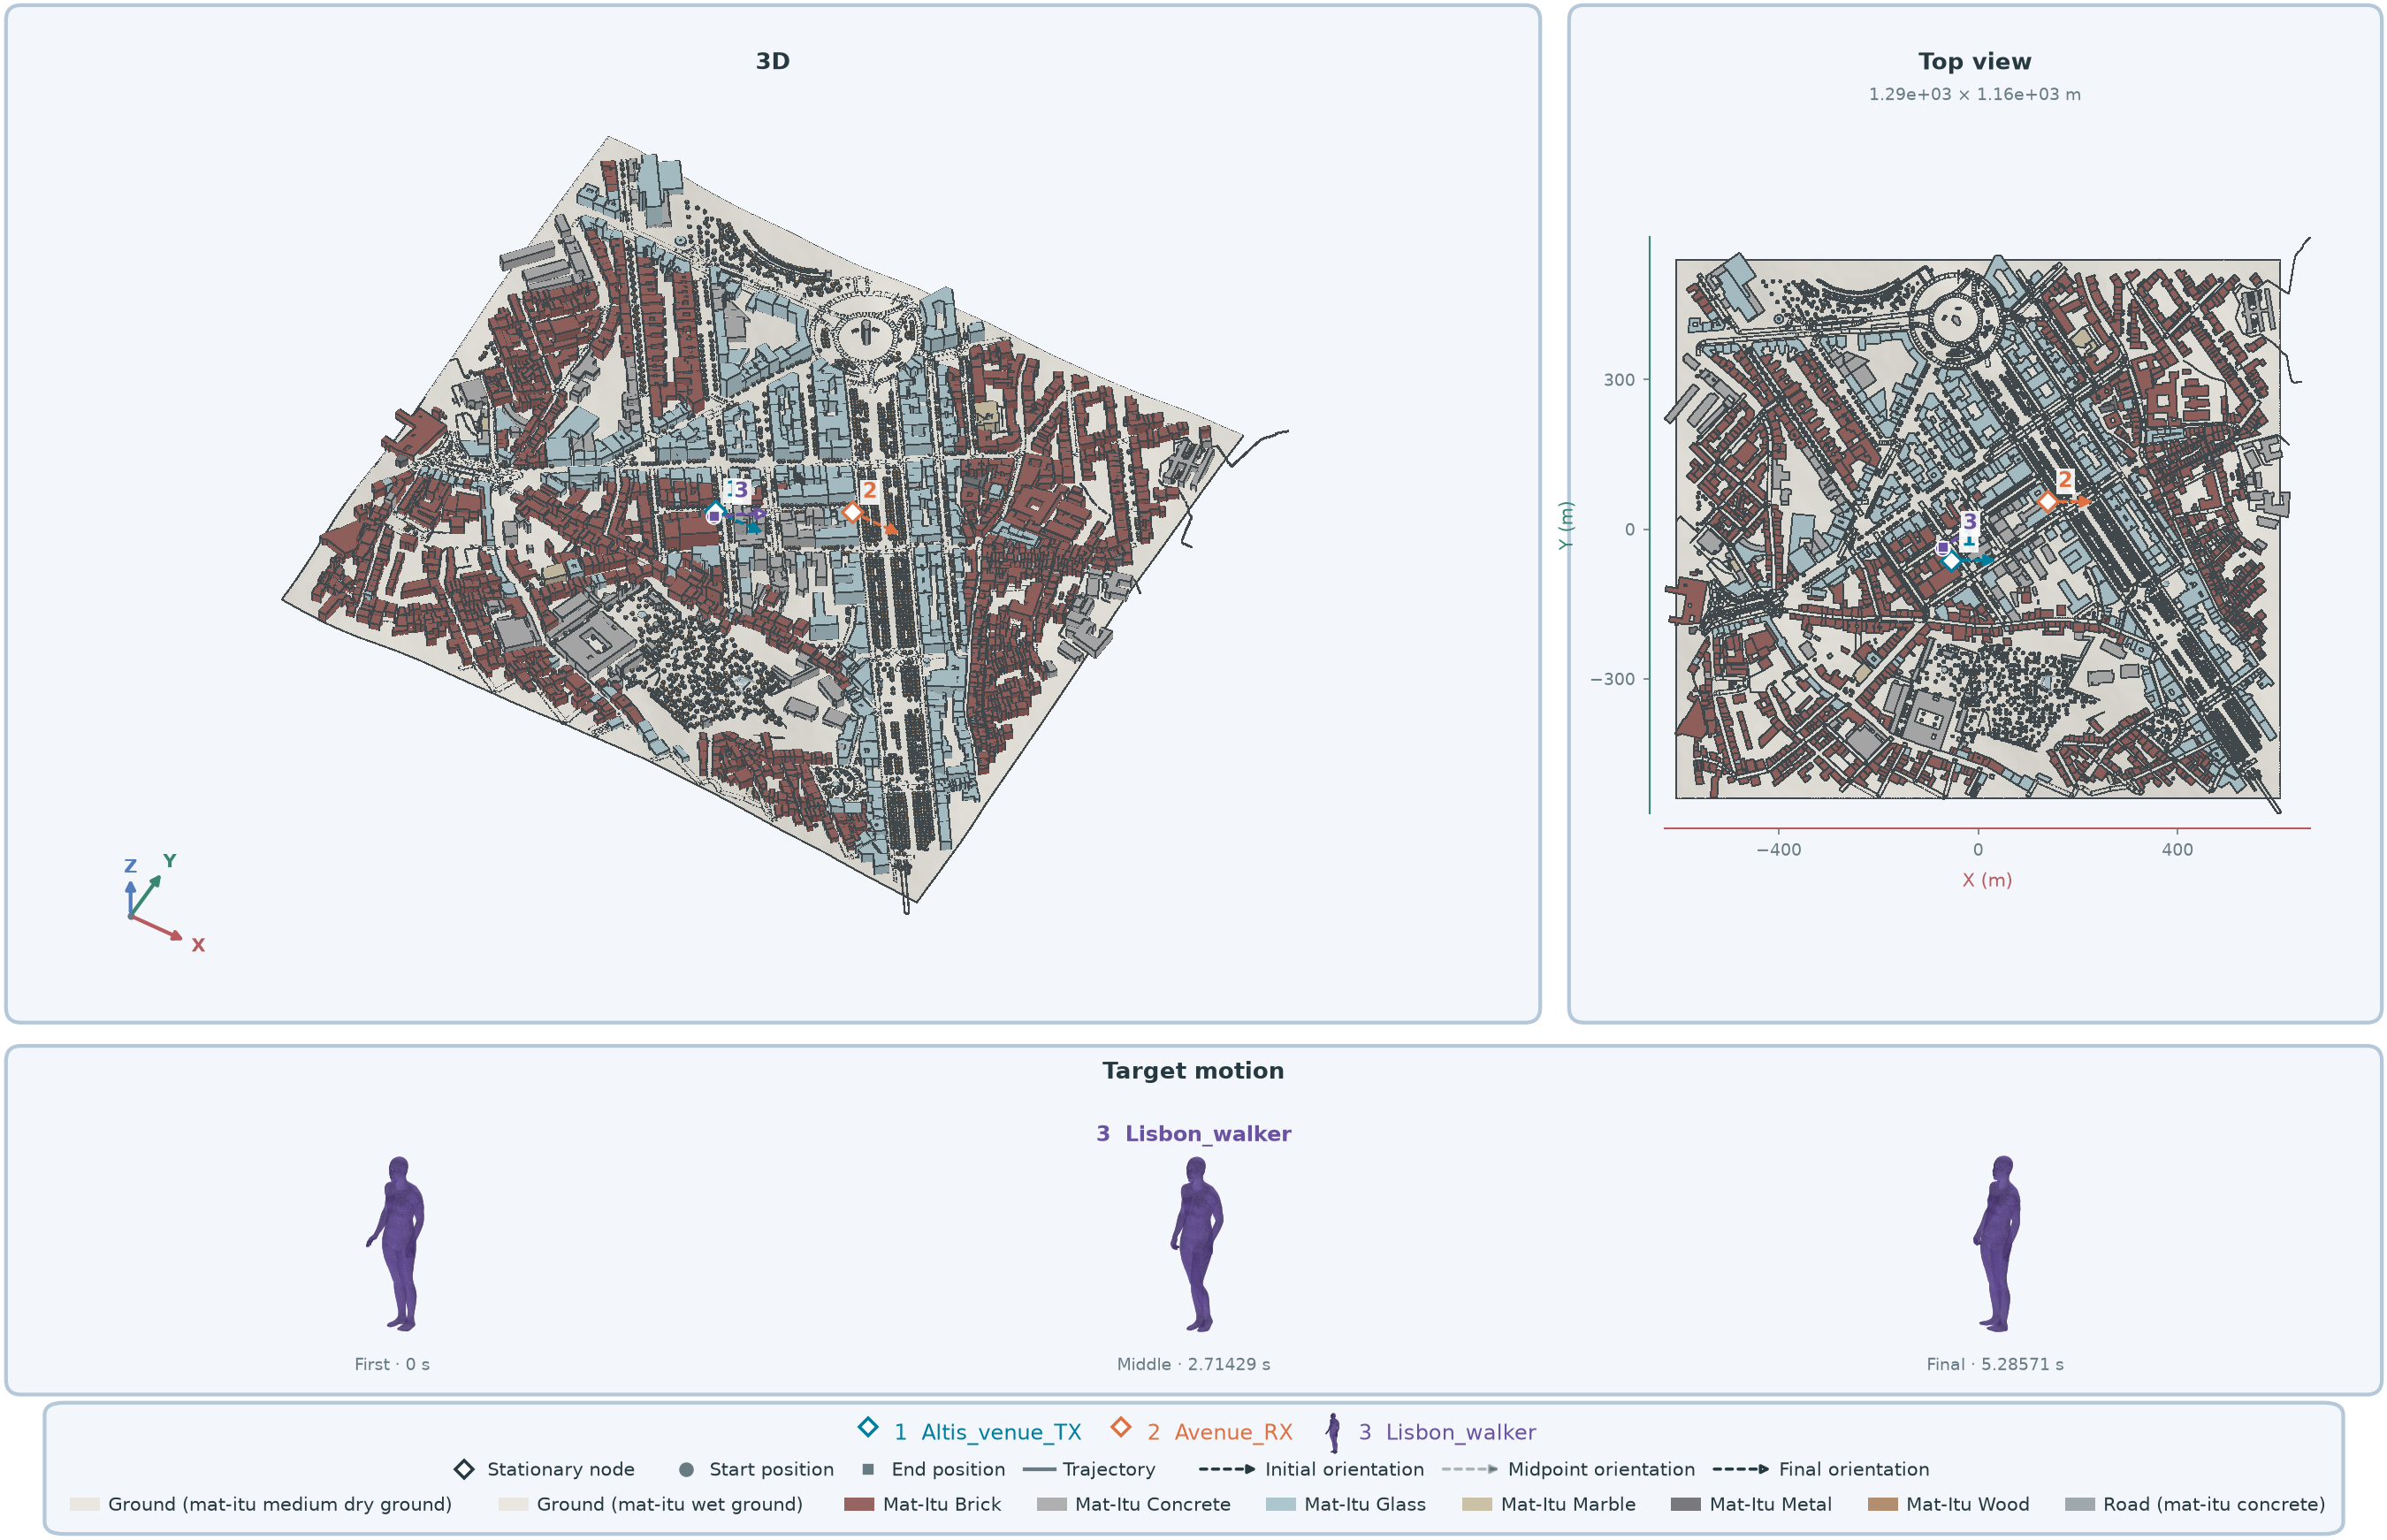 3D
1
3
2
Z
Y
X
Top view
1.29e+03 × 1.16e+03 m
2
3
1
300
0
−300
Y (m)
−400
0
400
X (m)
Target motion
3 Lisbon_walker
First · 0 s
Middle · 2.71429 s
Final · 5.28571 s
1 Altis_venue_TX
2 Avenue_RX
3 Lisbon_walker
Stationary node
Start position
End position
Trajectory
Initial orientation
Midpoint orientation
Final orientation
Ground (mat-itu medium dry ground)
Ground (mat-itu wet ground)
Mat-Itu Brick
Mat-Itu Concrete
Mat-Itu Glass
Mat-Itu Marble
Mat-Itu Metal
Mat-Itu Wood
Road (mat-itu concrete)